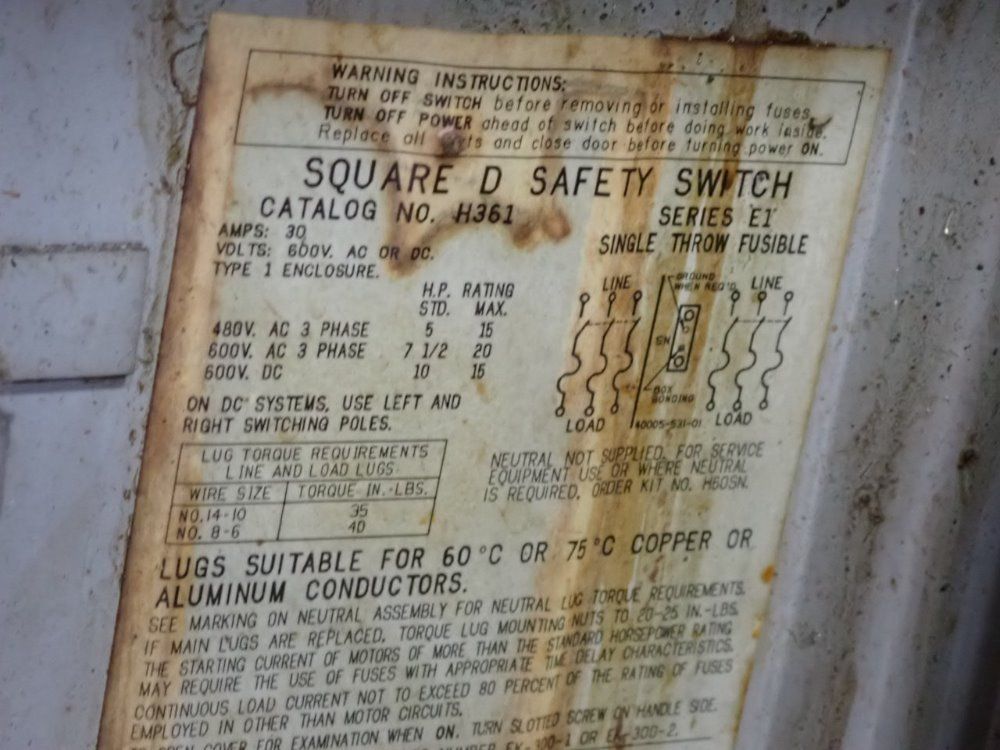 WARNING INSTRUCTIONS:
TURN OFF SWITCH before removing or installing fuses.
TURN OFF POWER ahead of switch before doing work inside.
Replace all and close door before turning power ON.
SQUARE D SAFETY SWITCH
CATALOG NO. H361
SERIES E1
AMPS: 30
SINGLE THROW FUSIBLE
VOLTS: 600V. AC OR DC.
TYPE 1 ENCLOSURE.
H.P. RATING
STD. MAX.
480V. AC 3 PHASE 5 15
600V. AC 3 PHASE 7 1/2 20
600V. DC 10 15
LINE
GROUND
WHEN REQ'D
LINE
SN
BOX
BONDING
LOAD
40005-531-01
LOAD
ON DC SYSTEMS, USE LEFT AND
RIGHT SWITCHING POLES.
LUG TORQUE REQUIREMENTS
LINE AND LOAD LUGS
WIRE SIZE TORQUE IN.-LBS.
NO.14-10 35
NO. 8-6 40
NEUTRAL NOT SUPPLIED. FOR SERVICE
EQUIPMENT USE OR WHERE NEUTRAL
IS REQUIRED, ORDER KIT NO. H60SN.
LUGS SUITABLE FOR 60°C OR 75°C COPPER OR
ALUMINUM CONDUCTORS.
SEE MARKING ON NEUTRAL ASSEMBLY FOR NEUTRAL LUG TORQUE REQUIREMENTS.
IF MAIN LUGS ARE REPLACED, TORQUE LUG MOUNTING NUTS TO 20-25 IN.-LBS.
THE STARTING CURRENT OF MOTORS OF MORE THAN THE STANDARD HORSEPOWER RATING
MAY REQUIRE THE USE OF FUSES WITH APPROPRIATE TIME DELAY CHARACTERISTICS.
CONTINUOUS LOAD CURRENT NOT TO EXCEED 80 PERCENT OF THE RATING OF FUSES
EMPLOYED IN OTHER THAN MOTOR CIRCUITS.
TO OPEN COVER FOR EXAMINATION WHEN ON, TURN SLOTTED SCREW ON HANDLE SIDE.
NUMBER EK-300-1 OR EK-300-2.